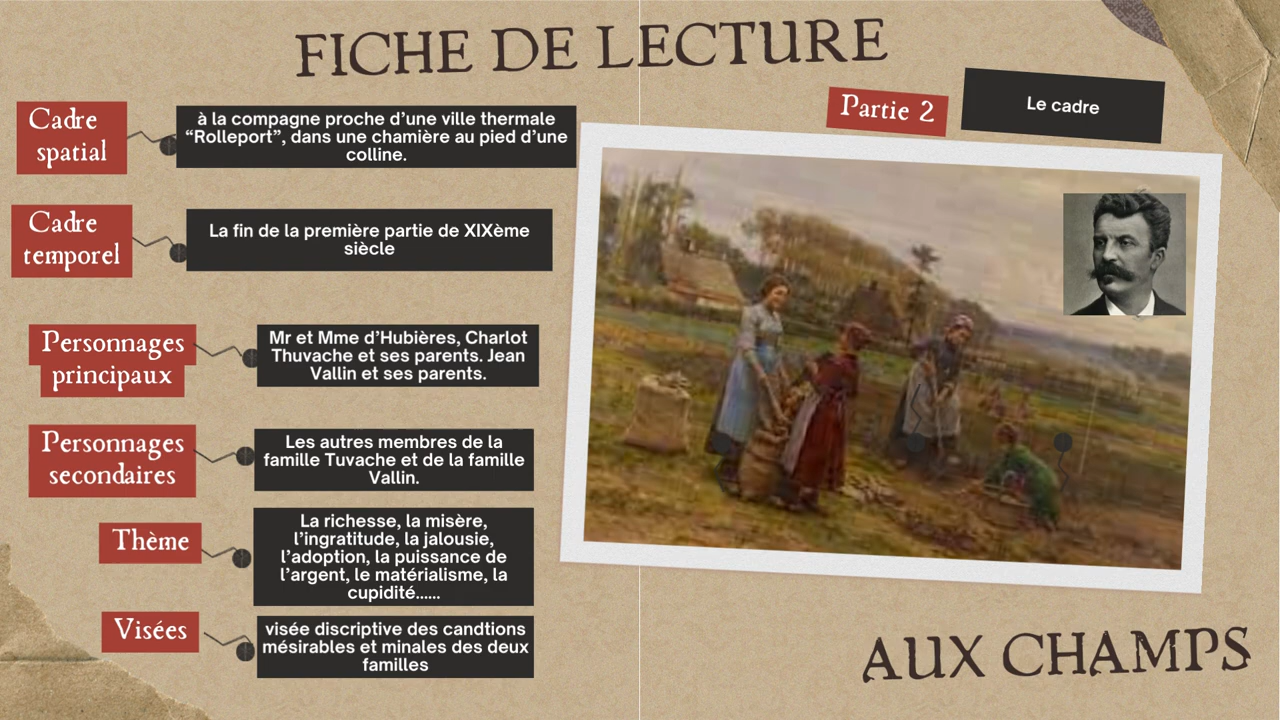 FICHE DE LECTURE
Partie 2
Le cadre
Cadre
spatial
à la compagne proche d’une ville thermale
“Rolleport”, dans une chamière au pied d’une
colline.
Cadre
temporel
La fin de la première partie de XIXème
siècle
Personnages
principaux
Mr et Mme d’Hubières, Charlot
Thuvache et ses parents. Jean
Vallin et ses parents.
Personnages
secondaires
Les autres membres de la
famille Tuvache et de la famille
Vallin.
Thème
La richesse, la misère,
l’ingratitude, la jalousie,
l’adoption, la puissance de
l’argent, le matérialisme, la
cupidité......
Visées
visée discriptive des candtions
mésirables et minales des deux
familles
AUX CHAMPS